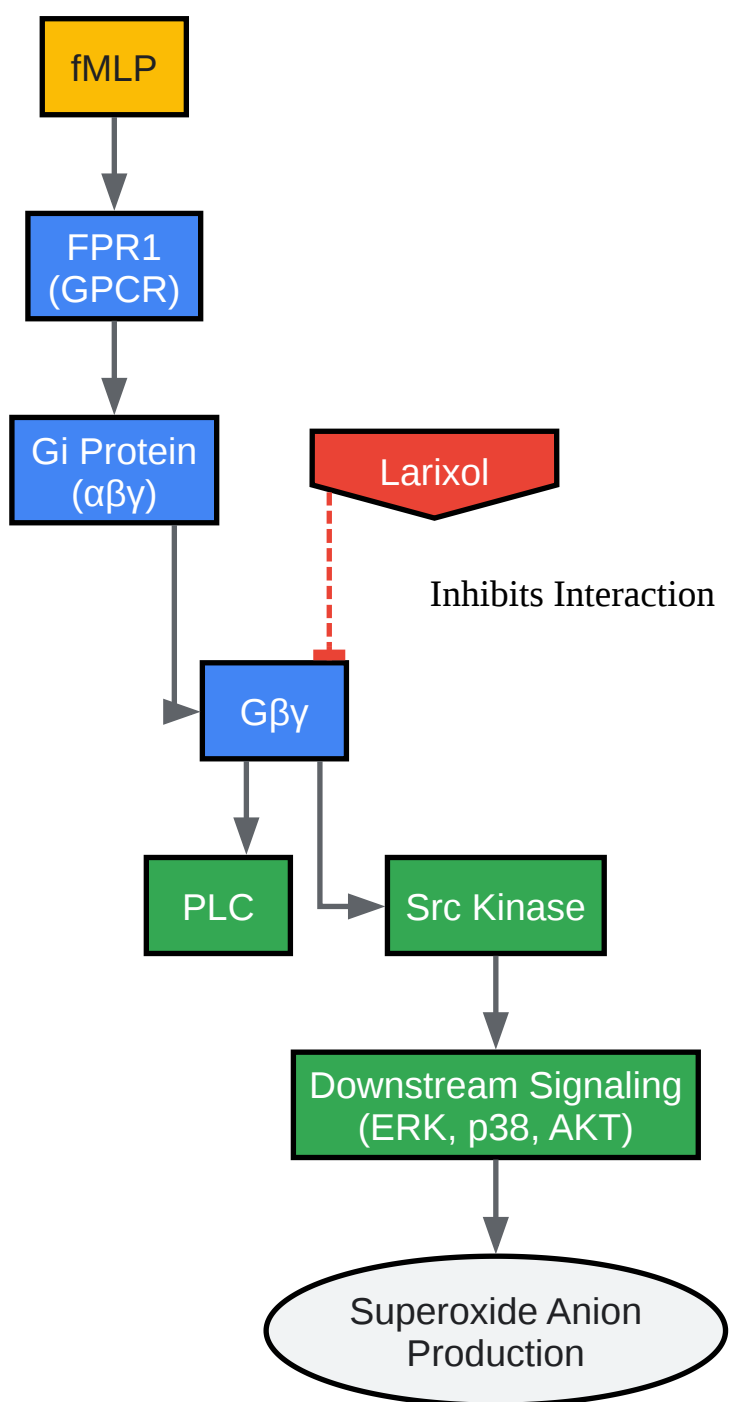 fMLP
FPR1
(GPCR)
Gi Protein
(αβγ)
Larixol
Inhibits Interaction
Gβγ
PLC
Src Kinase
Downstream Signaling
(ERK, p38, AKT)
Superoxide Anion
Production